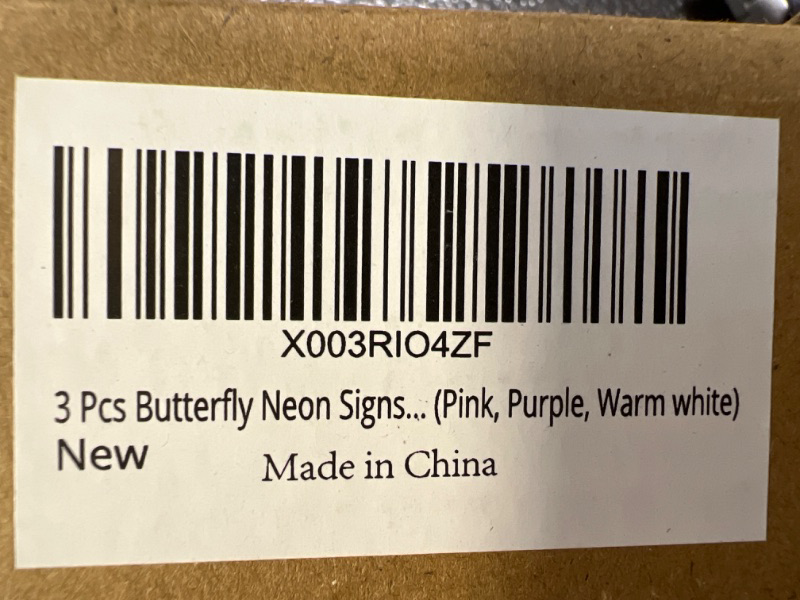 X003RIO4ZF
3 Pcs Butterfly Neon Signs... (Pink, Purple, Warm white)
New
Made in China